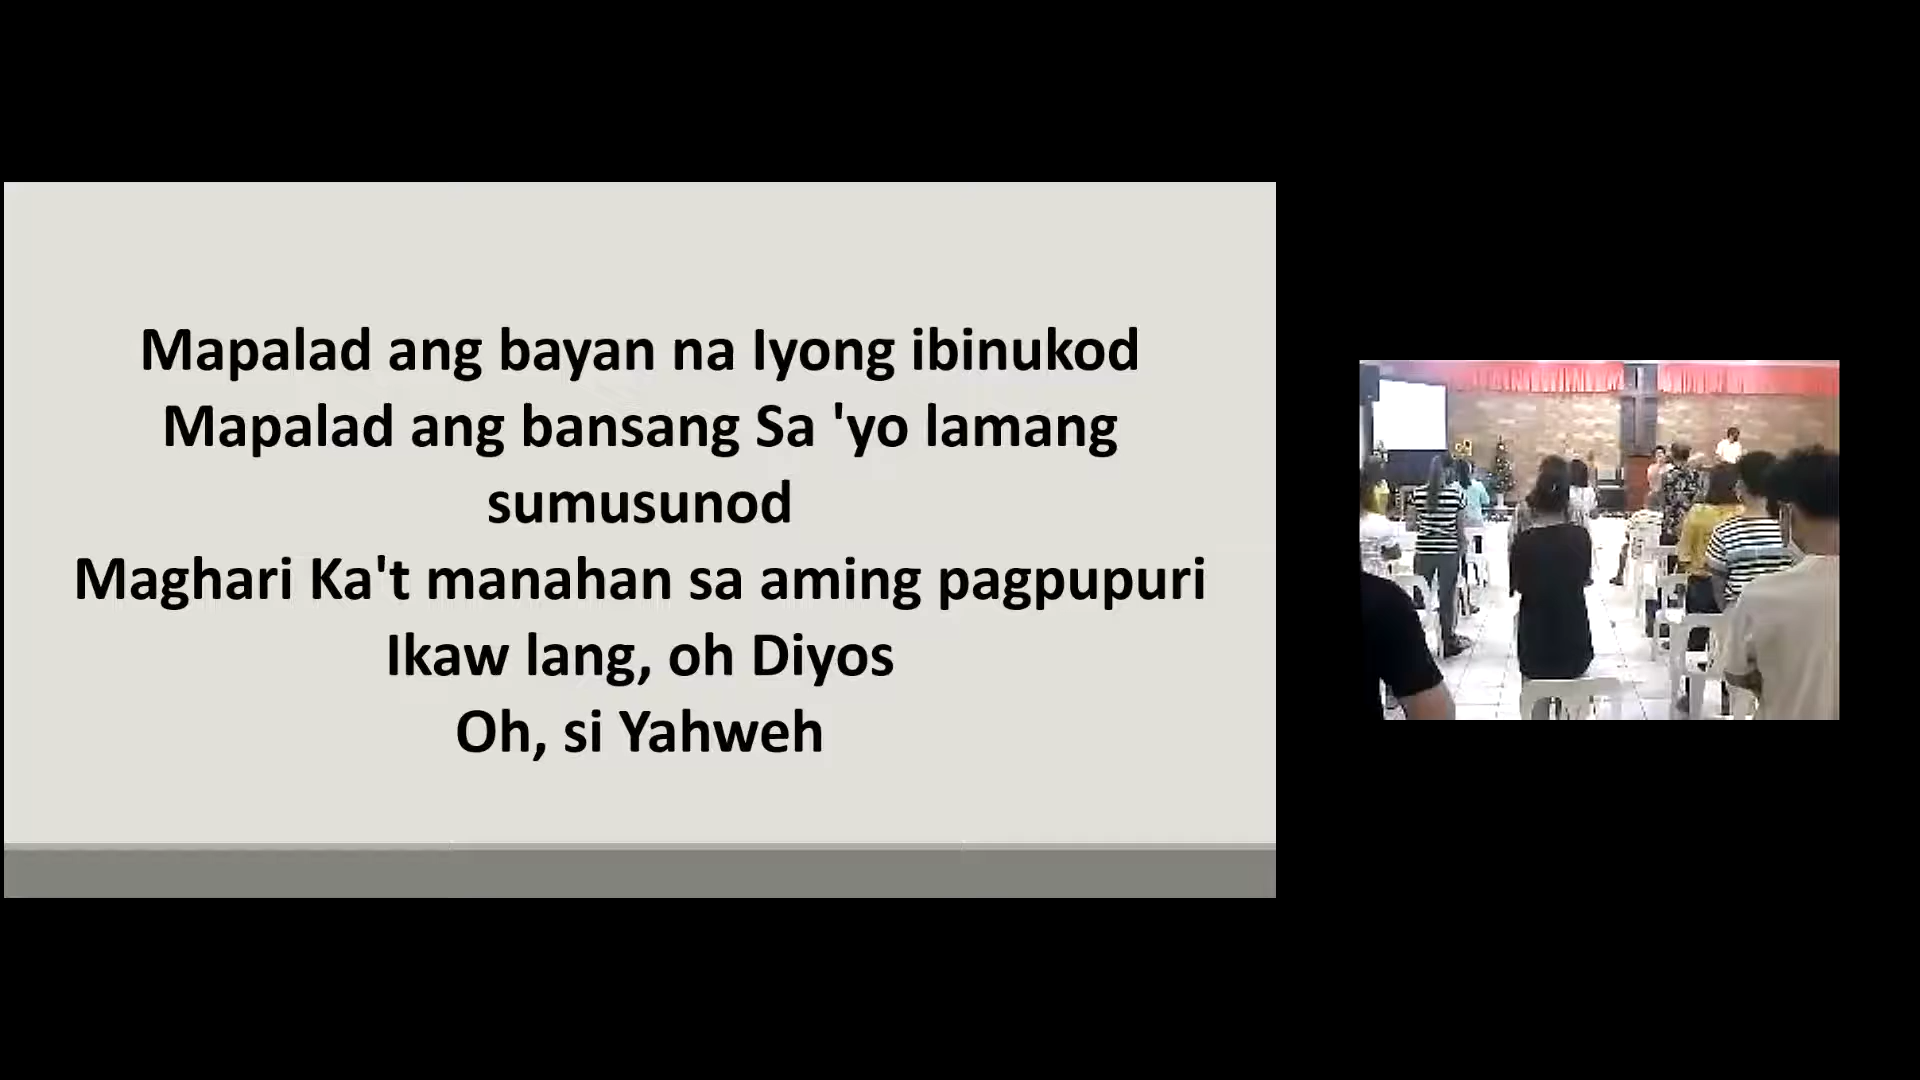 Mapalad ang bayan na Iyong ibinukod
Mapalad ang bansang Sa 'yo lamang
sumusunod
Maghari Ka't manahan sa aming pagpupuri
Ikaw lang, oh Diyos
Oh, si Yahweh